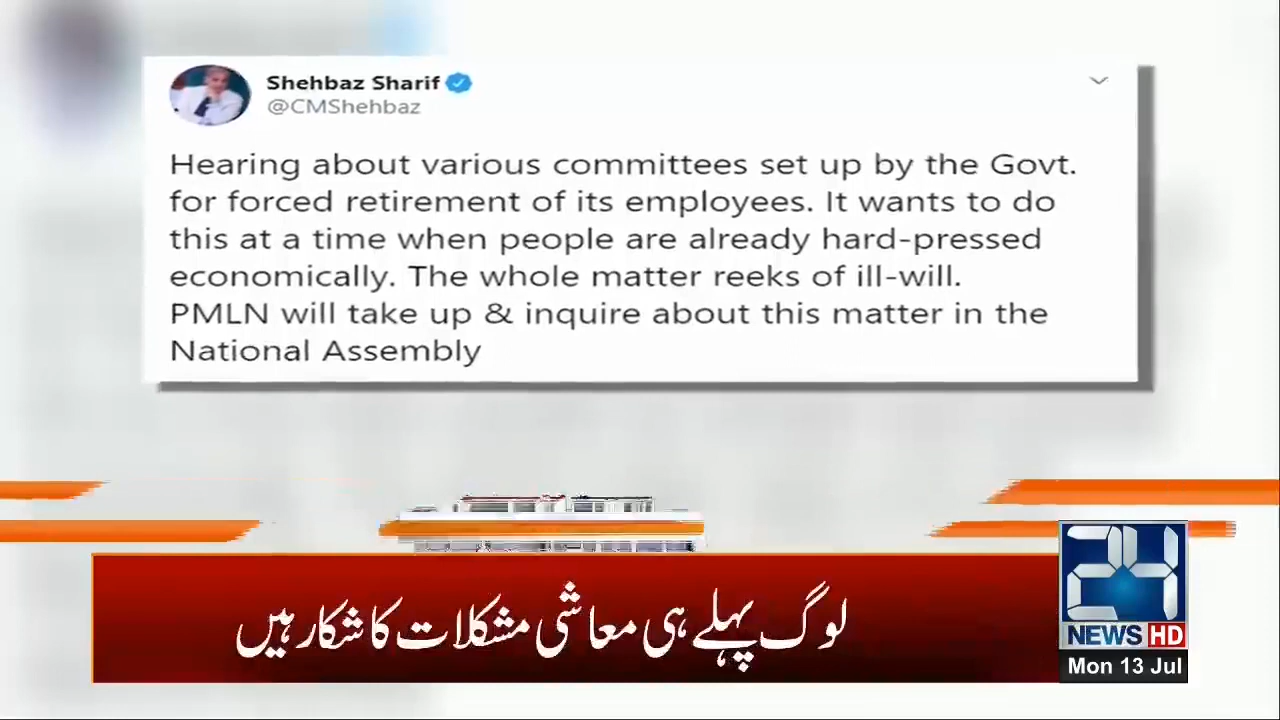 Shehbaz Sharif
@CMShehbaz
Hearing about various committees set up by the Govt.
for forced retirement of its employees. It wants to do
this at a time when people are already hard-pressed
economically. The whole matter reeks of ill-will.
PMLN will take up & inquire about this matter in the
National Assembly
لوگ پہلے ہی معاشی مشکلات کا شکار ہیں
24
NEWS HD
Mon 13 Jul